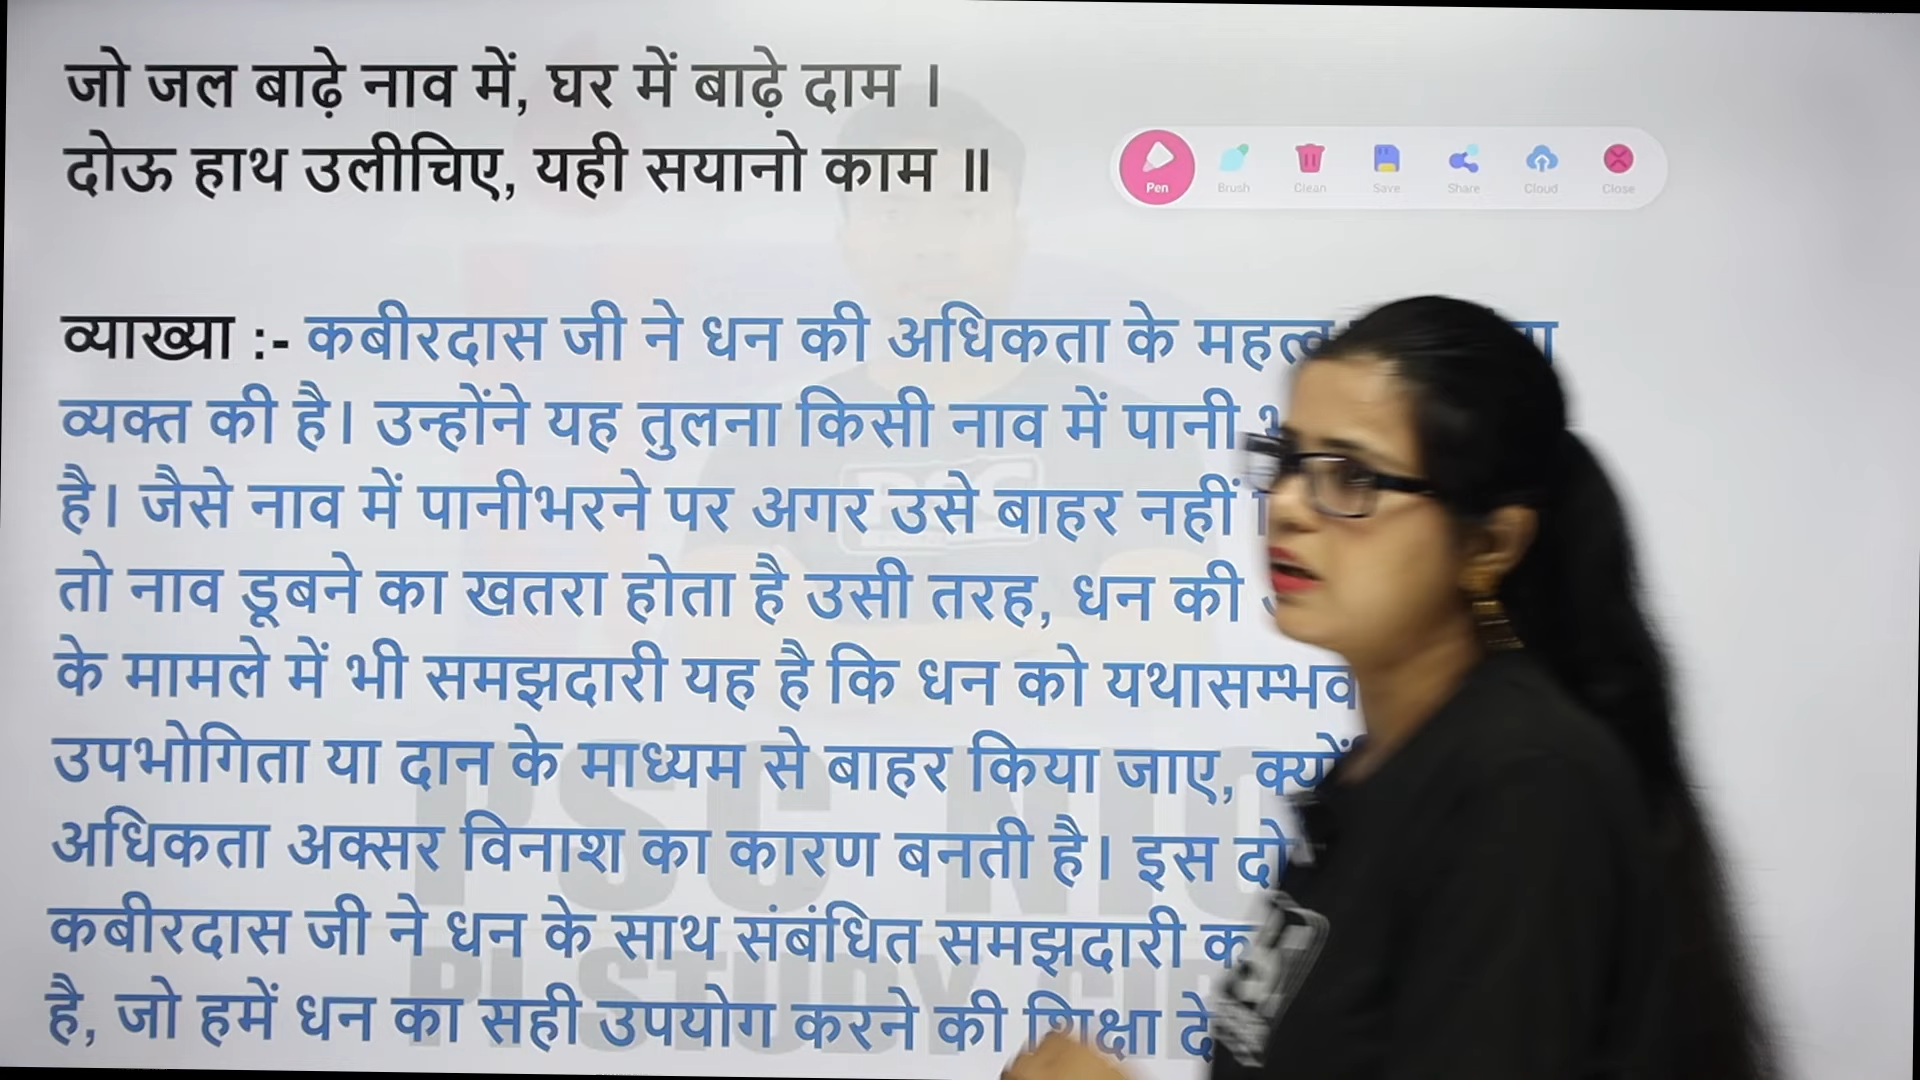 जो जल बाढ़े नाव में, घर में बाढ़े दाम ।
दोऊ हाथ उलीचिए, यही सयानो काम ॥
Pen Brush Clean Save Share Cloud Close
व्याख्या :- कबीरदास जी ने धन की अधिकता के
व्यक्त की है। उन्होंने यह तुलना किसी नाव में पानी
है। जैसे नाव में पानीभरने पर अगर उसे बाहर नहीं
तो नाव डूबने का खतरा होता है उसी तरह, धन की
के मामले में भी समझदारी यह है कि धन को यथासम्भव
उपभोगिता या दान के माध्यम से बाहर किया जाए,
अधिकता अक्सर विनाश का कारण बनती है। इस
कबीरदास जी ने धन के साथ संबंधित समझदारी
है, जो हमें धन का सही उपयोग करने की शिक्षा